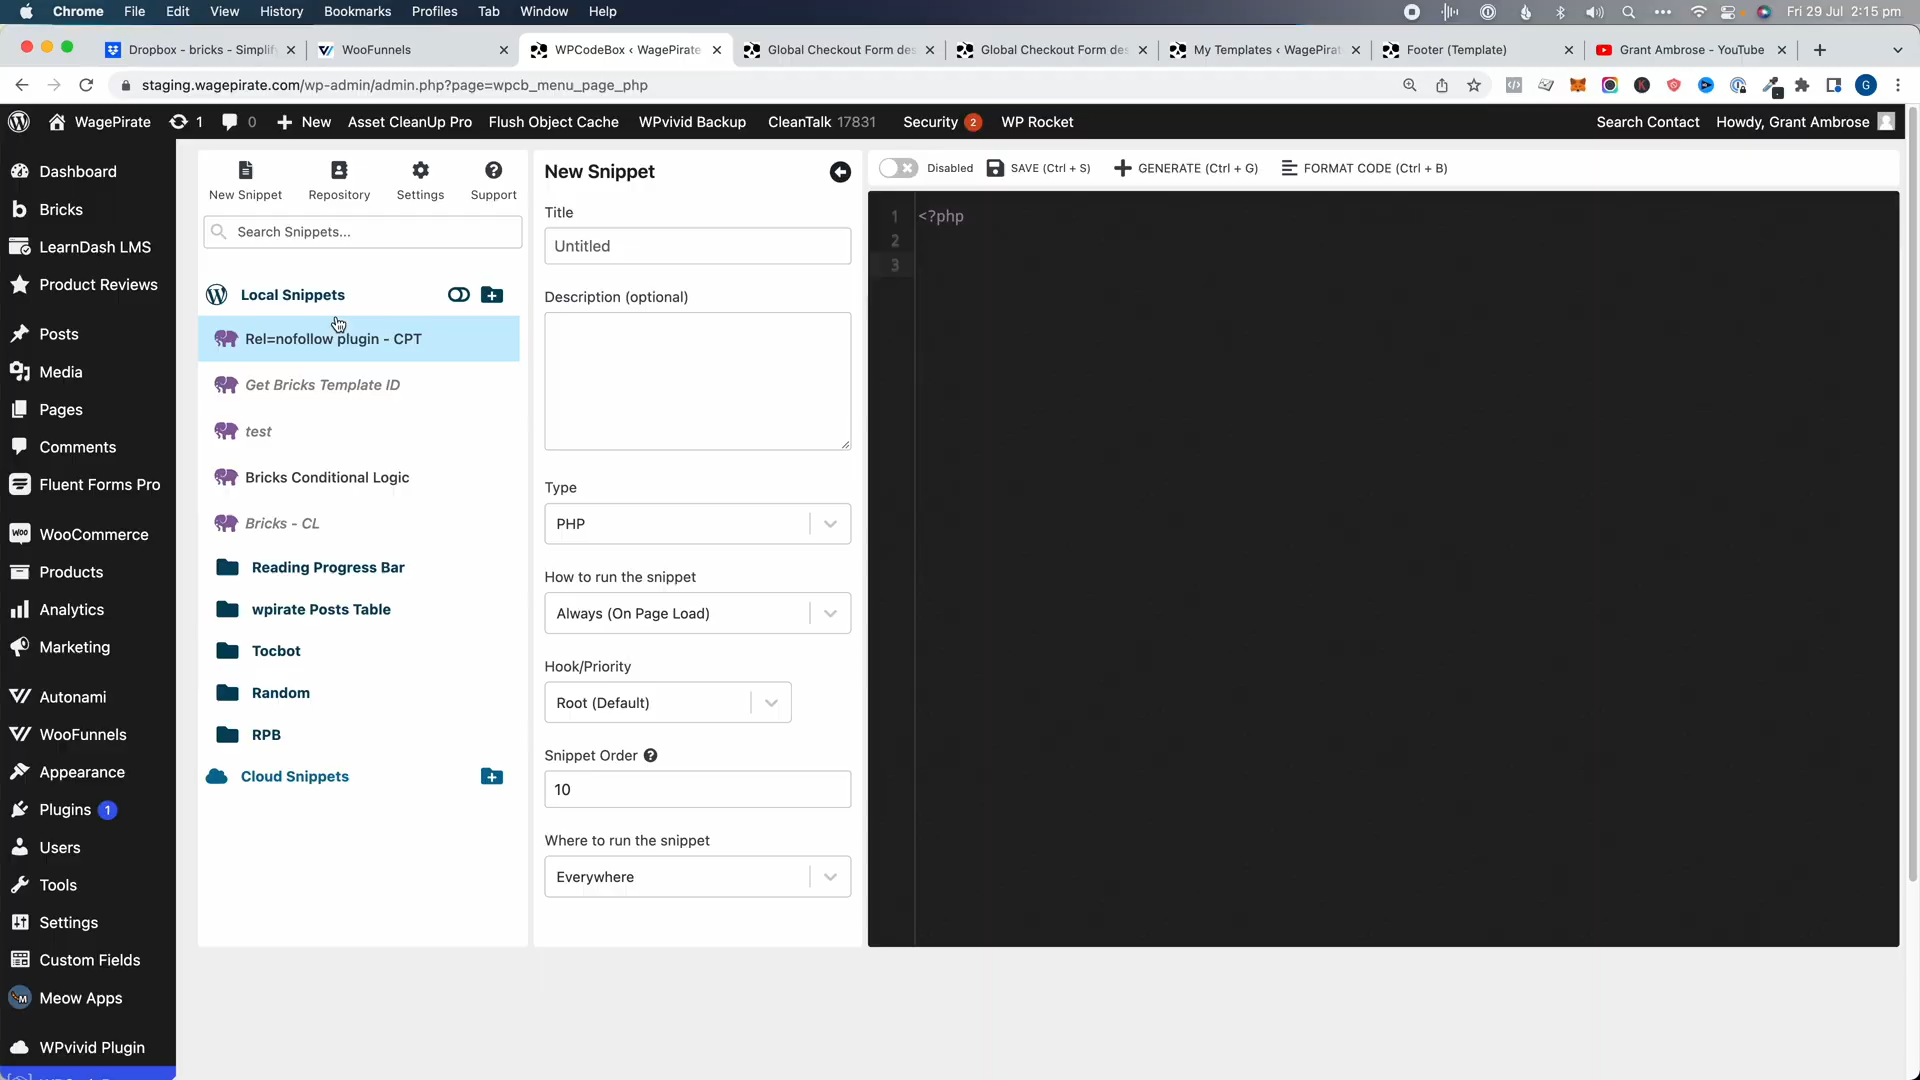 Chrome File Edit View History Bookmarks Profiles Tab Window Help Fri 29 Jul 2:15 pm
Dropbox - bricks - Simplif WooFunnels WPCodeBox ‹ WagePirate Global Checkout Form des Global Checkout Form des My Templates ‹ WagePirat Footer (Template) Grant Ambrose - YouTube
staging.wagepirate.com/wp-admin/admin.php?page=wpcb_menu_page_php G
WagePirate 1 0 New Asset CleanUp Pro Flush Object Cache WPvivid Backup CleanTalk 17831 Security 2 WP Rocket Search Contact Howdy, Grant Ambrose
Dashboard
Bricks
LearnDash LMS
Product Reviews
Posts
Media
Pages
Comments
Fluent Forms Pro
WooCommerce
Products
Analytics
Marketing
Autonami
WooFunnels
Appearance
Plugins 1
Users
Tools
Settings
Custom Fields
Meow Apps
WPvivid Plugin
New Snippet Repository Settings Support
Search Snippets...
Local Snippets
Rel=nofollow plugin - CPT
Get Bricks Template ID
test
Bricks Conditional Logic
Bricks - CL
Reading Progress Bar
wpirate Posts Table
Tocbot
Random
RPB
Cloud Snippets
New Snippet
Title
Untitled
Description (optional)
Type
PHP
How to run the snippet
Always (On Page Load)
Hook/Priority
Root (Default)
Snippet Order
10
Where to run the snippet
Everywhere
Disabled SAVE (Ctrl + S) GENERATE (Ctrl + G) FORMAT CODE (Ctrl + B)
1 <?php
2
3